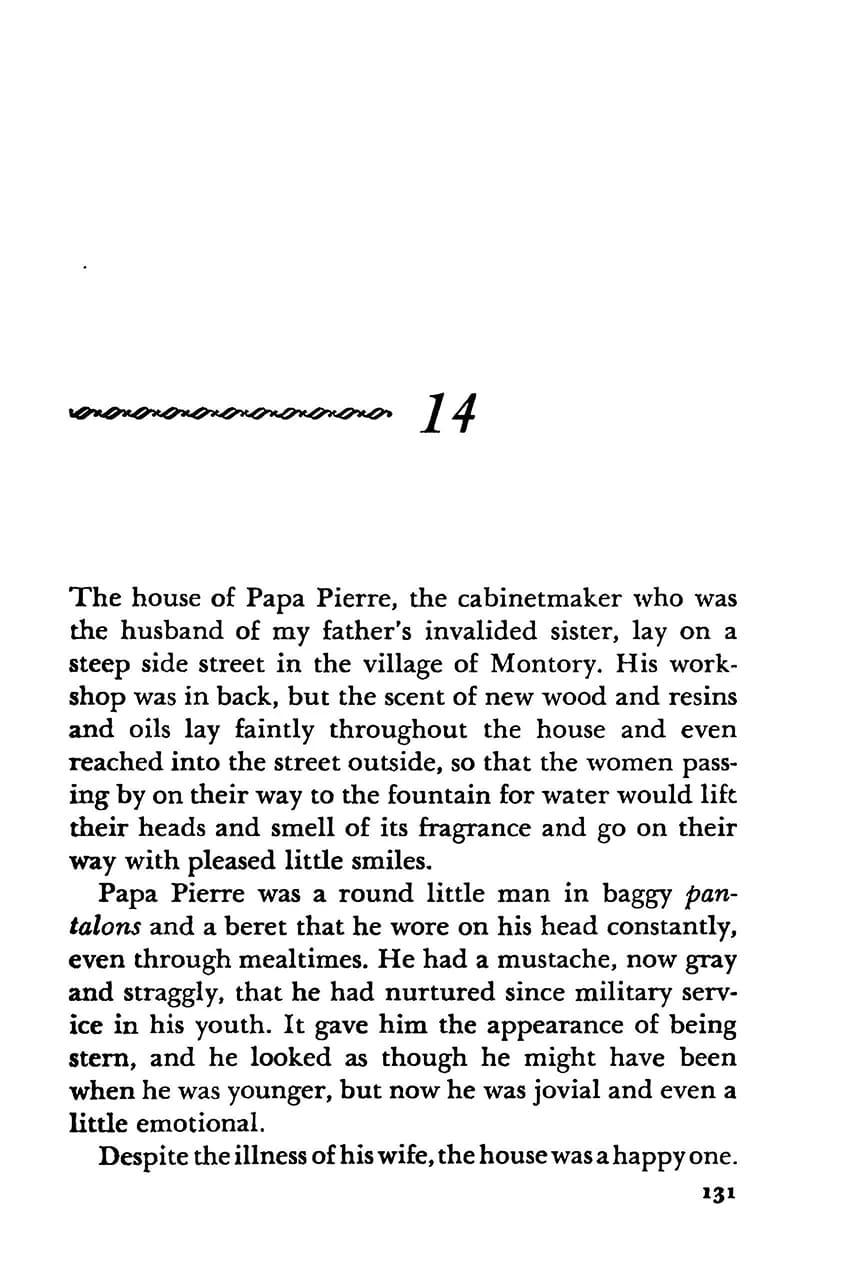 14
The house of Papa Pierre, the cabinetmaker who was
the husband of my father's invalided sister, lay on a
steep side street in the village of Montory. His work-
shop was in back, but the scent of new wood and resins
and oils lay faintly throughout the house and even
reached into the street outside, so that the women pass-
ing by on their way to the fountain for water would lift
their heads and smell of its fragrance and go on their
way with pleased little smiles.
Papa Pierre was a round little man in baggy pan-
talons and a beret that he wore on his head constantly,
even through mealtimes. He had a mustache, now gray
and straggly, that he had nurtured since military serv-
ice in his youth. It gave him the appearance of being
stern, and he looked as though he might have been
when he was younger, but now he was jovial and even a
little emotional.
Despite the illness of his wife, the house was a happy one.
131